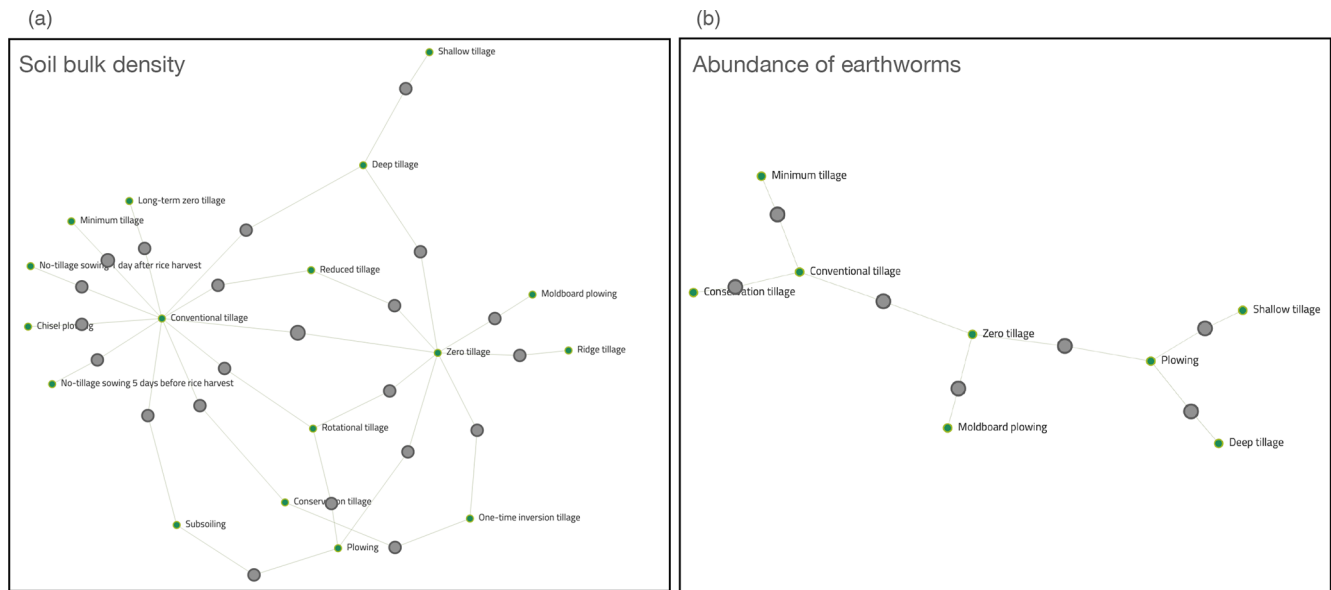 (a)
(b)
Soil bulk density
Abundance of earthworms
Shallow tillage
Deep tillage
Long-term zero tillage
Minimum tillage
No-tillage sowing 1 day after rice harvest
Reduced tillage
Moldboard plowing
Conventional tillage
Chisel plowing
Zero tillage
Ridge tillage
No-tillage sowing 5 days before rice harvest
Rotational tillage
Conservation tillage
One-time inversion tillage
Subsoiling
Plowing
Minimum tillage
Conventional tillage
Conservation tillage
Shallow tillage
Zero tillage
Plowing
Moldboard plowing
Deep tillage